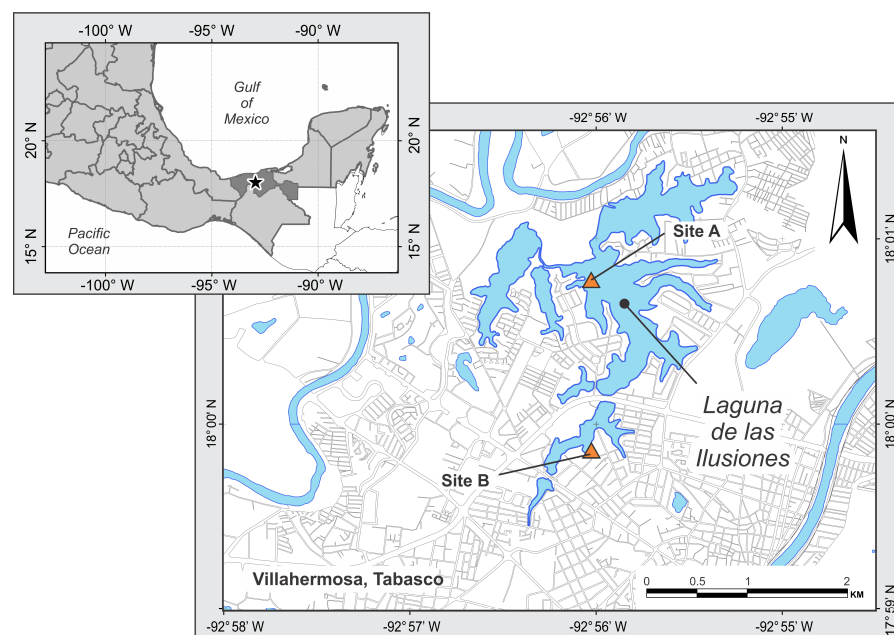 -100° W
-95° W
-90° W
Gulf
of
Mexico
20° N
20° N
Pacific
Ocean
15° N
15° N
-100° W
-95° W
-90° W
-92°56 'W
-92°55 'W
N
Site A
18°01' N
Laguna
de las
Ilusiones
18°00' N
18°00' N
Site B
Villahermosa, Tabasco
0
0.5
1
2
KM
17°59' N
-92°58 'W
-92°57 'W
-92°56 'W
-92°55 'W